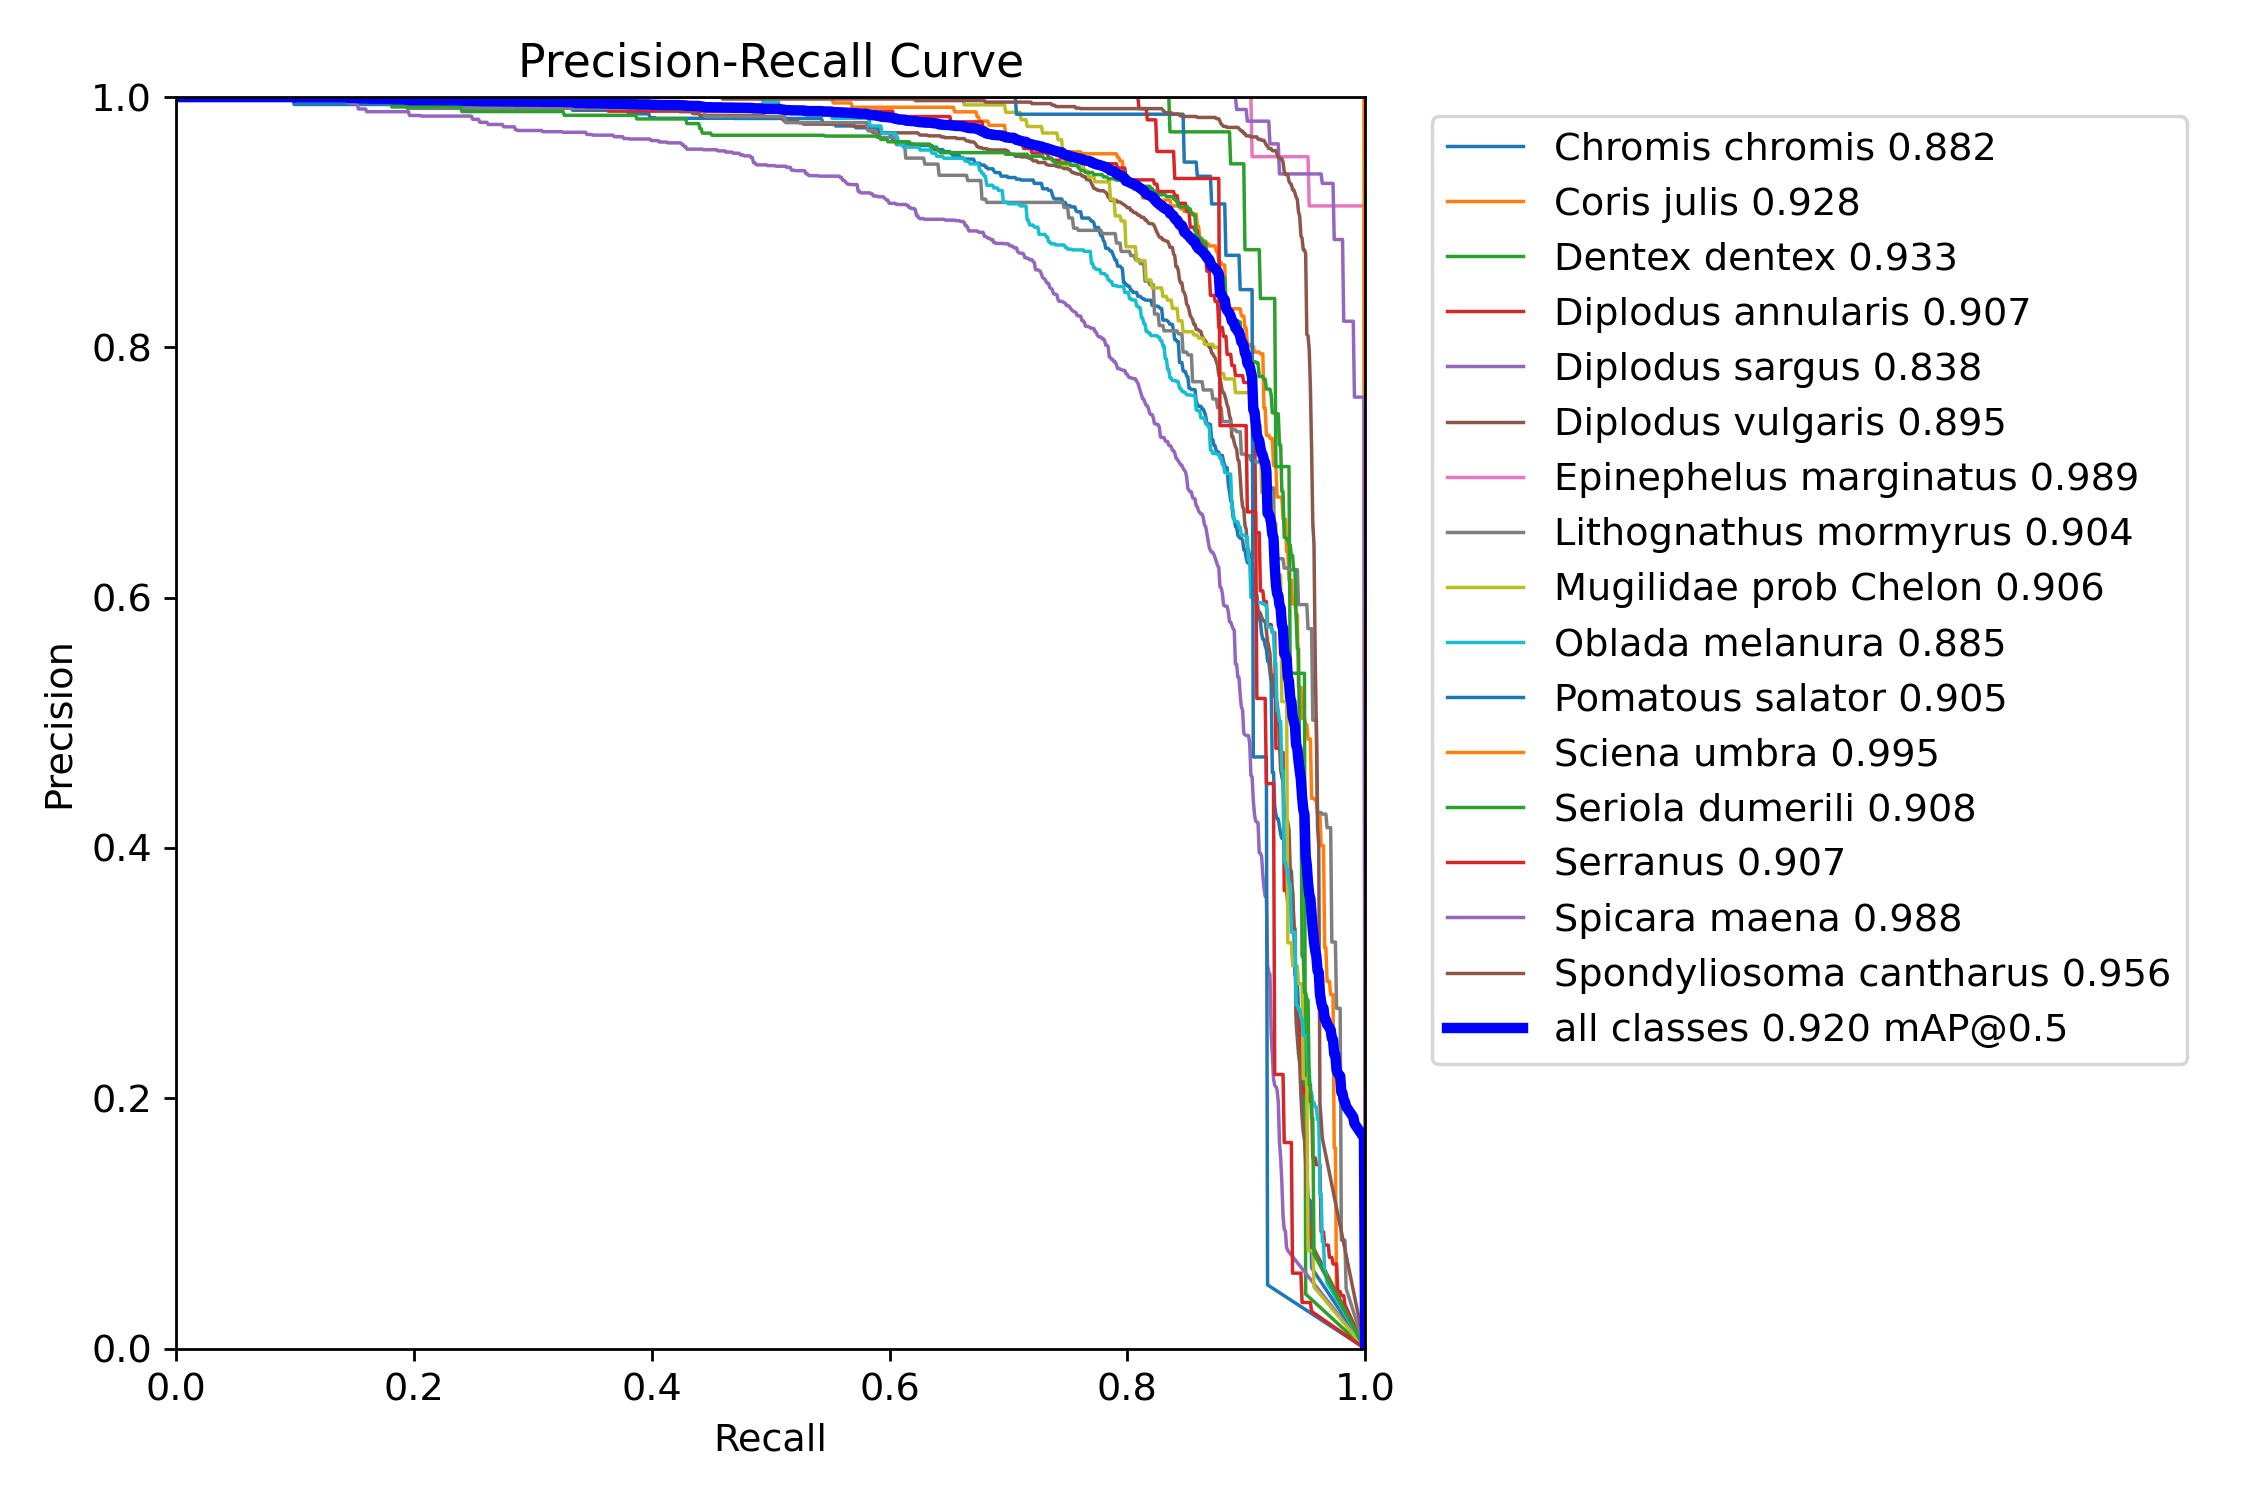 Precision-Recall Curve
1.0
0.8
0.6
0.4
0.2
0.0
Precision
0.0 0.2 0.4 0.6 0.8 1.0
Recall
Chromis chromis 0.882
Coris julis 0.928
Dentex dentex 0.933
Diplodus annularis 0.907
Diplodus sargus 0.838
Diplodus vulgaris 0.895
Epinephelus marginatus 0.989
Lithognathus mormyrus 0.904
Mugilidae prob Chelon 0.906
Oblada melanura 0.885
Pomatous salator 0.905
Sciena umbra 0.995
Seriola dumerili 0.908
Serranus 0.907
Spicara maena 0.988
Spondyliosoma cantharus 0.956
all classes 0.920 mAP@0.5